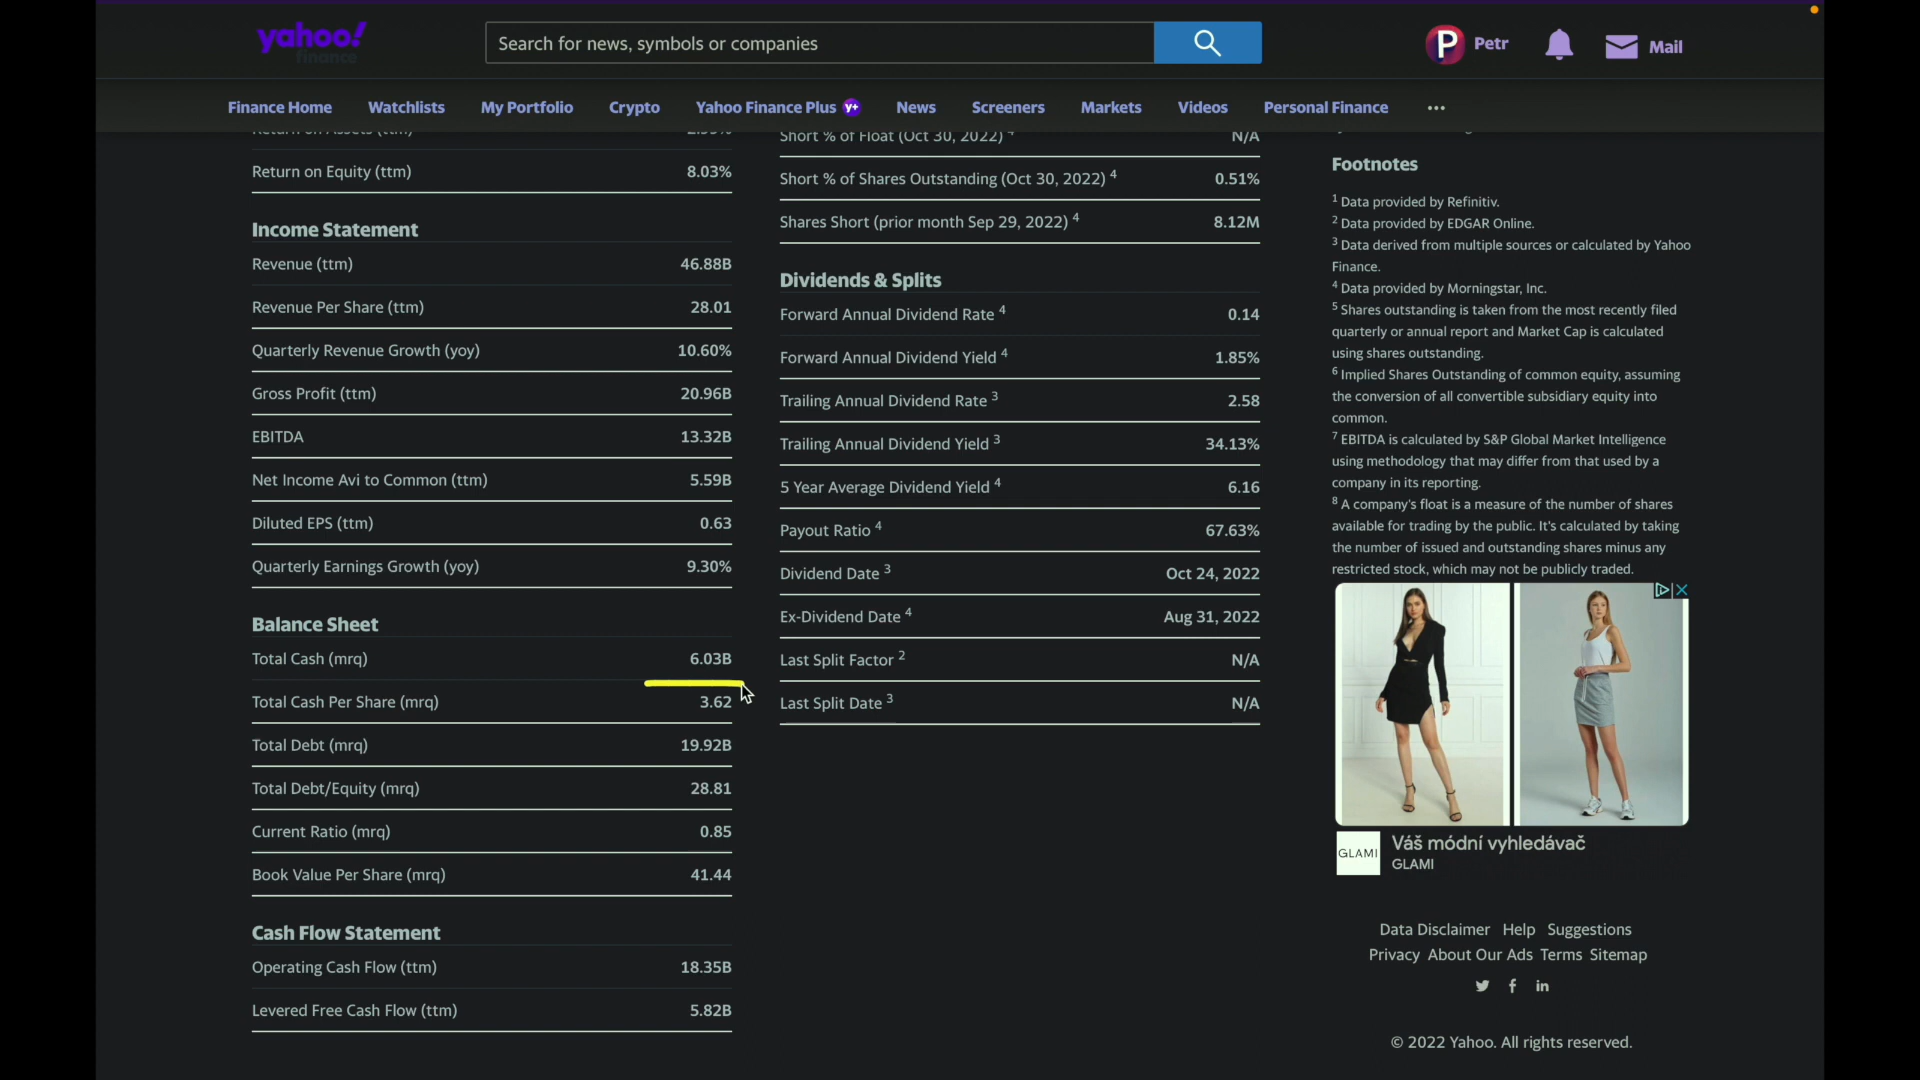 yahoo!
finance
Search for news, symbols or companies
P
Petr
Mail
Finance Home
Watchlists
My Portfolio
Crypto
Yahoo Finance Plus y+
News
Screeners
Markets
Videos
Personal Finance
Return on Equity (ttm) 8.03%
Income Statement
Revenue (ttm) 46.88B
Revenue Per Share (ttm) 28.01
Quarterly Revenue Growth (yoy) 10.60%
Gross Profit (ttm) 20.96B
EBITDA 13.32B
Net Income Avi to Common (ttm) 5.59B
Diluted EPS (ttm) 0.63
Quarterly Earnings Growth (yoy) 9.30%
Balance Sheet
Total Cash (mrq) 6.03B
Total Cash Per Share (mrq) 3.62
Total Debt (mrq) 19.92B
Total Debt/Equity (mrq) 28.81
Current Ratio (mrq) 0.85
Book Value Per Share (mrq) 41.44
Cash Flow Statement
Operating Cash Flow (ttm) 18.35B
Levered Free Cash Flow (ttm) 5.82B
Short % of Float (Oct 30, 2022) 4 N/A
Short % of Shares Outstanding (Oct 30, 2022) 4 0.51%
Shares Short (prior month Sep 29, 2022) 4 8.12M
Dividends & Splits
Forward Annual Dividend Rate 4 0.14
Forward Annual Dividend Yield 4 1.85%
Trailing Annual Dividend Rate 3 2.58
Trailing Annual Dividend Yield 3 34.13%
5 Year Average Dividend Yield 4 6.16
Payout Ratio 4 67.63%
Dividend Date 3 Oct 24, 2022
Ex-Dividend Date 4 Aug 31, 2022
Last Split Factor 2 N/A
Last Split Date 3 N/A
Footnotes
1 Data provided by Refinitiv.
2 Data provided by EDGAR Online.
3 Data derived from multiple sources or calculated by Yahoo
Finance.
4 Data provided by Morningstar, Inc.
5 Shares outstanding is taken from the most recently filed
quarterly or annual report and Market Cap is calculated
using shares outstanding.
6 Implied Shares Outstanding of common equity, assuming
the conversion of all convertible subsidiary equity into
common.
7 EBITDA is calculated by S&P Global Market Intelligence
using methodology that may differ from that used by a
company in its reporting.
8 A company's float is a measure of the number of shares
available for trading by the public. It's calculated by taking
the number of issued and outstanding shares minus any
restricted stock, which may not be publicly traded.
GLAMI
Váš módní vyhledávač
GLAMI
Data Disclaimer Help Suggestions
Privacy About Our Ads Terms Sitemap
© 2022 Yahoo. All rights reserved.